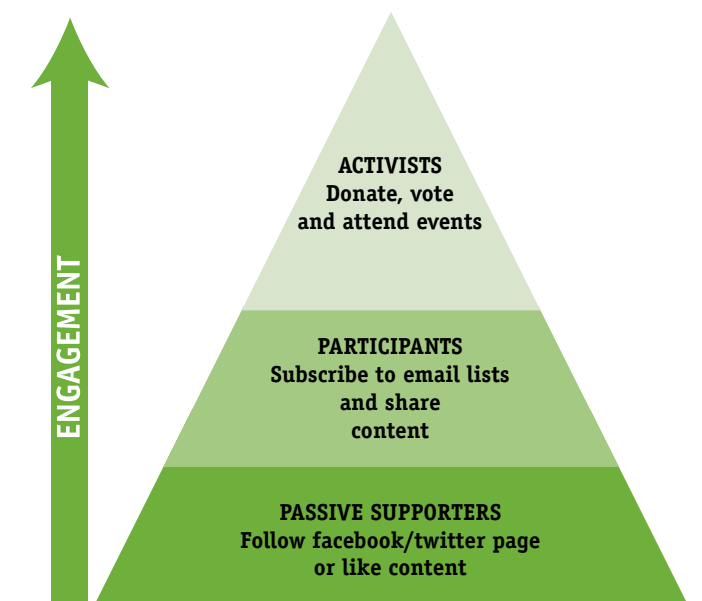 ENGAGEMENT
ACTIVISTS
Donate, vote
and attend events
PARTICIPANTS
Subscribe to email lists
and share
content
PASSIVE SUPPORTERS
Follow facebook/twitter page
or like content